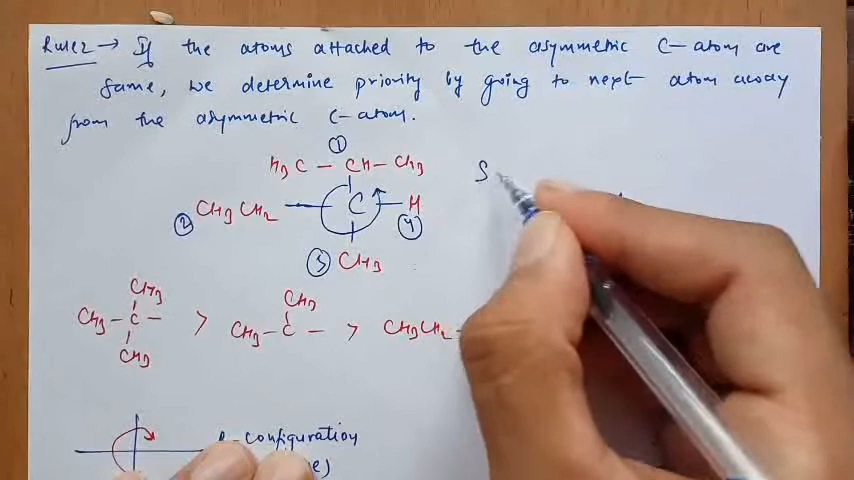 Rule2 → If the atoms attached to the asymmetric C-atom are
same, we determine priority by going to next atom away
from the asymmetric C-atom.
①
H3C - CH - CH3
② CH3CH2 - C - H
④
③ CH3
CH3 CH3
CH3 - C - > CH3 - C - > CH3CH2 -
CH3
S
-configuration